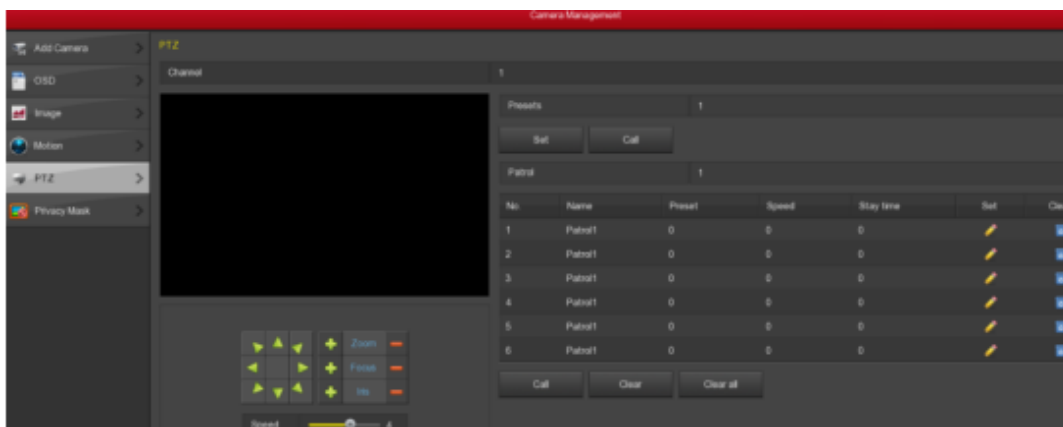 Camera Management
Add Camera
OSD
Image
Motion
PTZ
Privacy Mask
PTZ
Channel 1
Presets 1
Set Call
Patrol 1
No. Name Preset Speed Stay time Set
1 Patrol1 0 0 0
2 Patrol1 0 0 0
3 Patrol1 0 0 0
4 Patrol1 0 0 0
5 Patrol1 0 0 0
6 Patrol1 0 0 0
Call Clear Clear all
Zoom
Focus
Iris
Speed 4